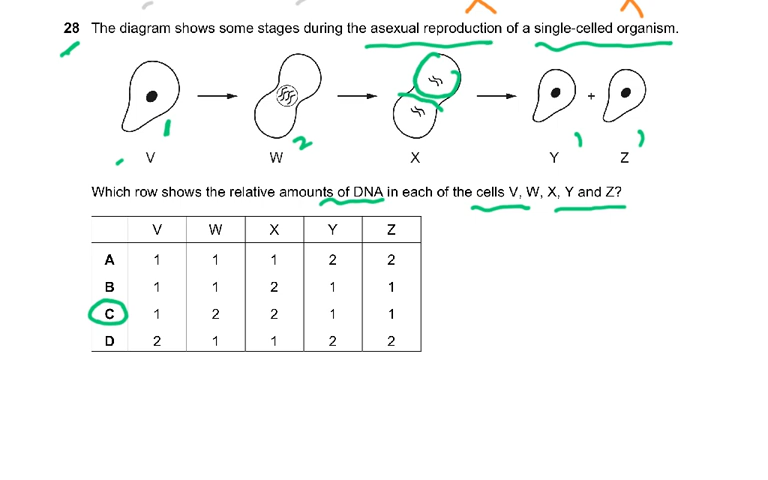 28 The diagram shows some stages during the asexual reproduction of a single-celled organism.
1 2 + 1 1
V W X Y Z
Which row shows the relative amounts of DNA in each of the cells V, W, X, Y and Z?
V W X Y Z
A 1 1 1 2 2
B 1 1 2 1 1
C 1 2 2 1 1
D 2 1 1 2 2